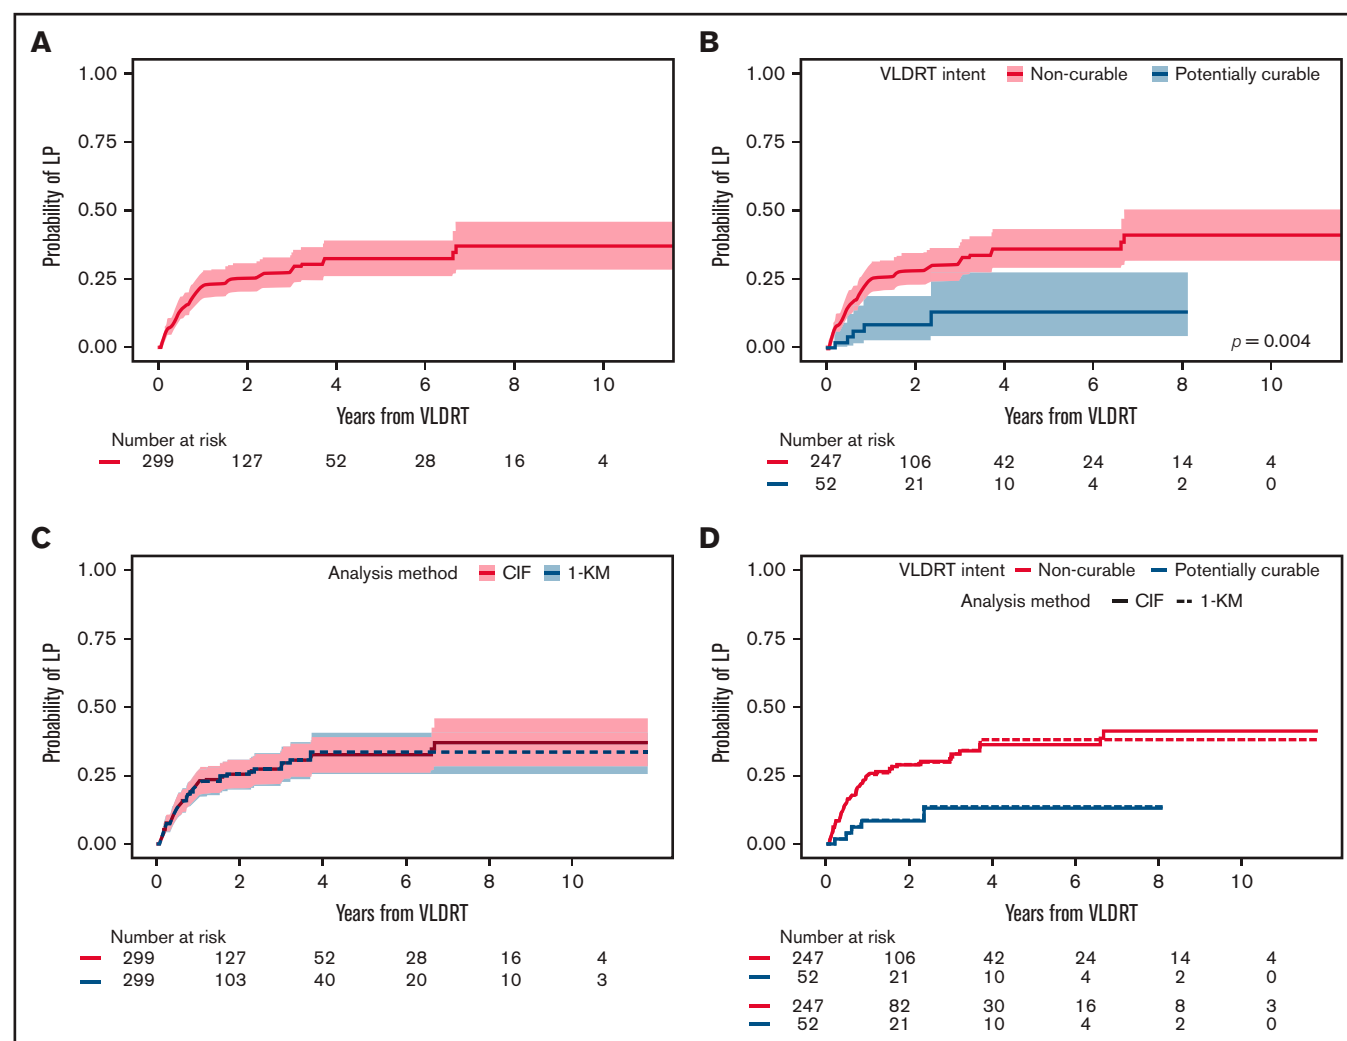 A
1.00
0.75
0.50
0.25
0.00
Probability of LP
0 2 4 6 8 10
Years from VLDRT
Number at risk
299 127 52 28 16 4
B
VLDRT intent Non-curable Potentially curable
1.00
0.75
0.50
0.25
0.00
Probability of LP
p = 0.004
0 2 4 6 8 10
Years from VLDRT
Number at risk
247 106 42 24 14 4
52 21 10 4 2 0
C
Analysis method CIF 1-KM
1.00
0.75
0.50
0.25
0.00
Probability of LP
0 2 4 6 8 10
Years from VLDRT
Number at risk
299 127 52 28 16 4
299 103 40 20 10 3
D
VLDRT intent Non-curable Potentially curable
Analysis method CIF 1-KM
1.00
0.75
0.50
0.25
0.00
Probability of LP
0 2 4 6 8 10
Years from VLDRT
Number at risk
247 106 42 24 14 4
52 21 10 4 2 0
247 82 30 16 8 3
52 21 10 4 2 0